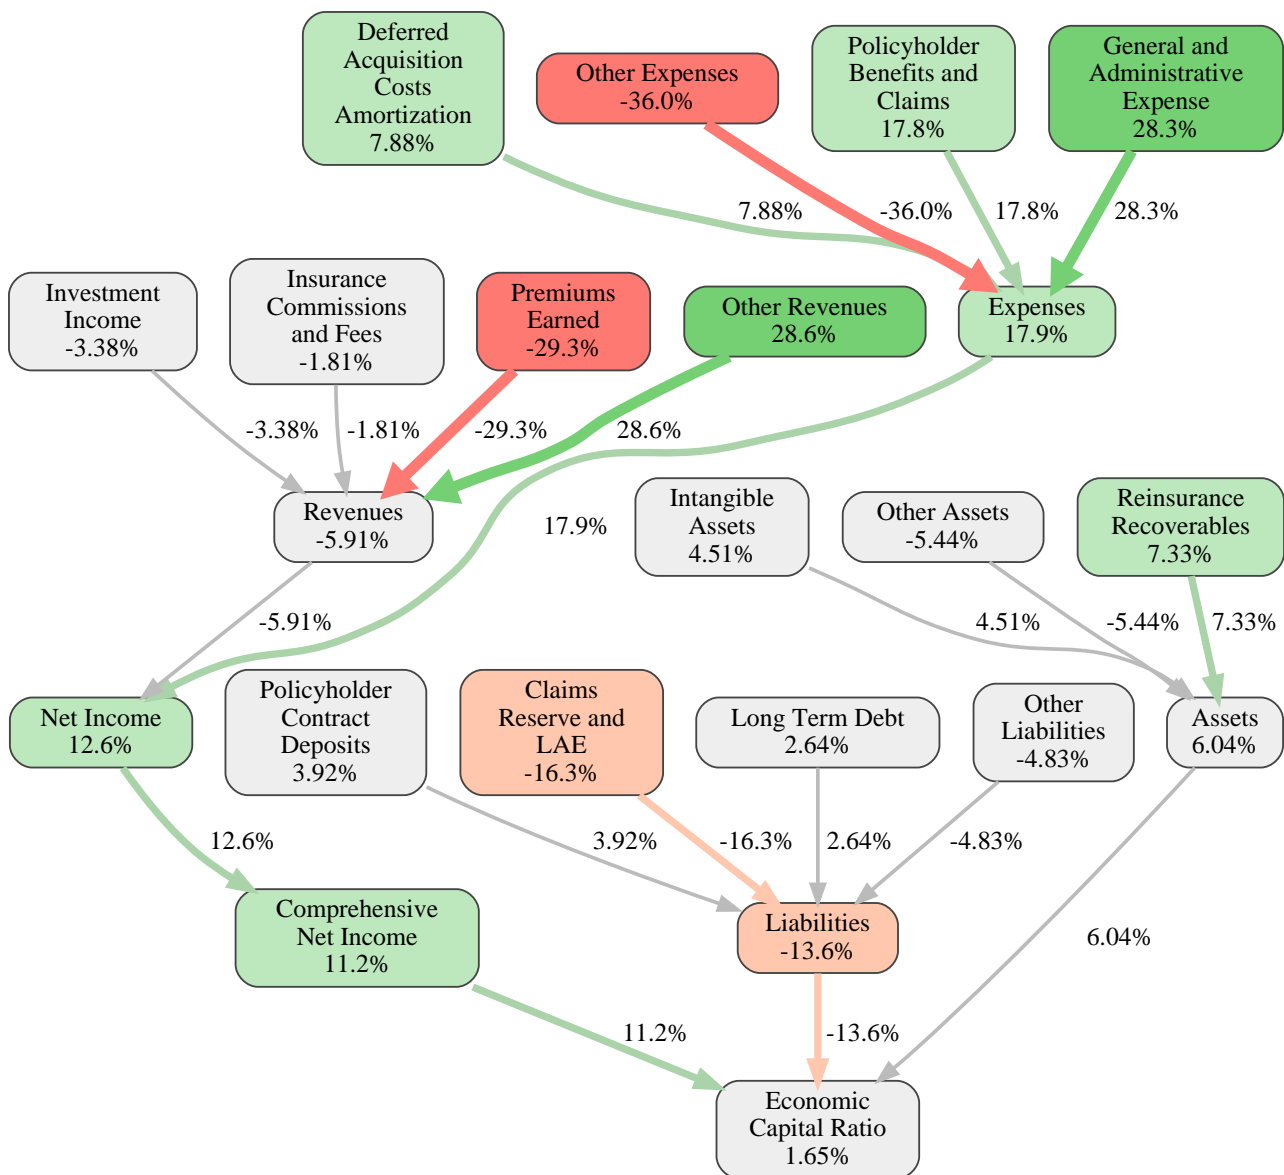 Deferred
Acquisition
Costs
Amortization
7.88%
Other Expenses
-36.0%
Policyholder
Benefits and
Claims
17.8%
General and
Administrative
Expense
28.3%
7.88%
-36.0%
17.8%
28.3%
Investment
Income
-3.38%
Insurance
Commissions
and Fees
-1.81%
Premiums
Earned
-29.3%
Other Revenues
28.6%
Expenses
17.9%
-3.38%
-1.81%
-29.3%
28.6%
Revenues
-5.91%
17.9%
Intangible
Assets
4.51%
Other Assets
-5.44%
Reinsurance
Recoverables
7.33%
-5.91%
4.51%
-5.44%
7.33%
Net Income
12.6%
Policyholder
Contract
Deposits
3.92%
Claims
Reserve and
LAE
-16.3%
Long Term Debt
2.64%
Other
Liabilities
-4.83%
Assets
6.04%
12.6%
3.92%
-16.3%
2.64%
-4.83%
Comprehensive
Net Income
11.2%
Liabilities
-13.6%
6.04%
11.2%
-13.6%
Economic
Capital Ratio
1.65%